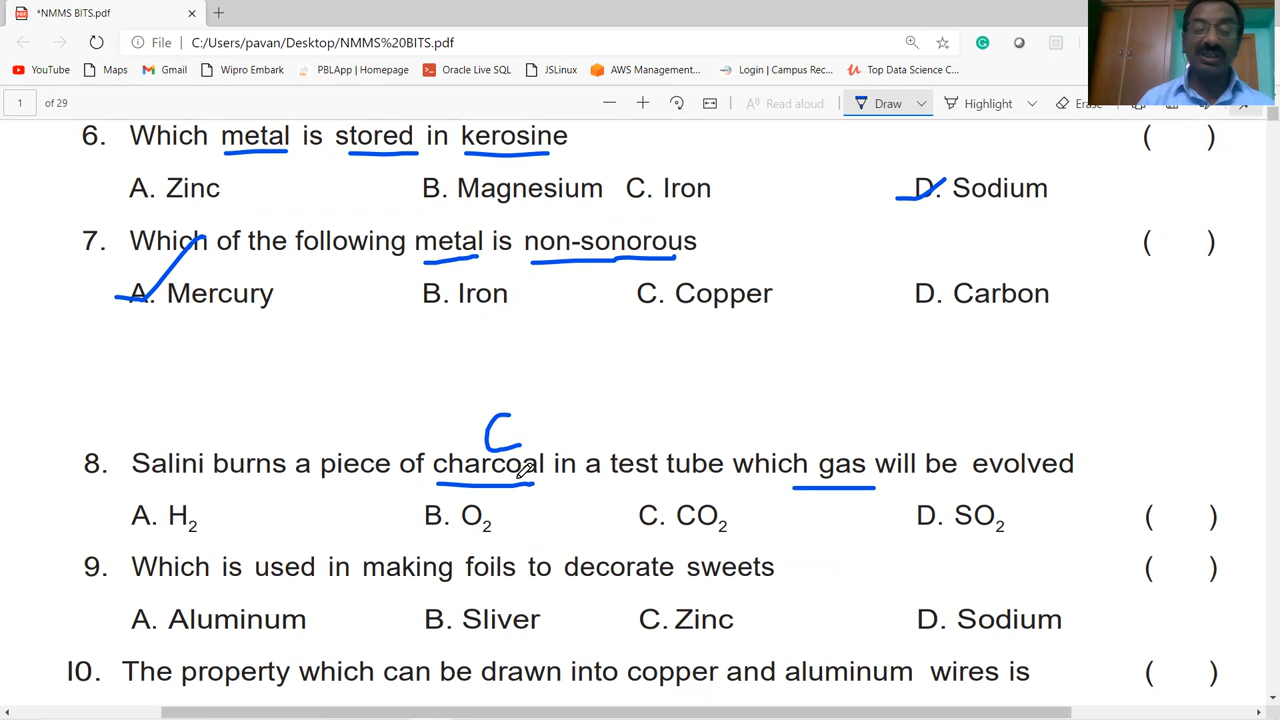 *NMMS BITS.pdf
File C:/Users/pavan/Desktop/NMMS%20BITS.pdf
YouTube Maps Gmail Wipro Embark PBLApp | Homepage Oracle Live SQL JSLinux AWS Management... Login | Campus Rec... Top Data Science C...
1 of 29 Read aloud Draw Highlight Erase
6. Which metal is stored in kerosine ( )
A. Zinc B. Magnesium C. Iron D. Sodium
7. Which of the following metal is non-sonorous ( )
A. Mercury B. Iron C. Copper D. Carbon
C
8. Salini burns a piece of charcoal in a test tube which gas will be evolved
A. H₂ B. O₂ C. CO₂ D. SO₂ ( )
9. Which is used in making foils to decorate sweets ( )
A. Aluminum B. Sliver C. Zinc D. Sodium
I0. The property which can be drawn into copper and aluminum wires is ( )